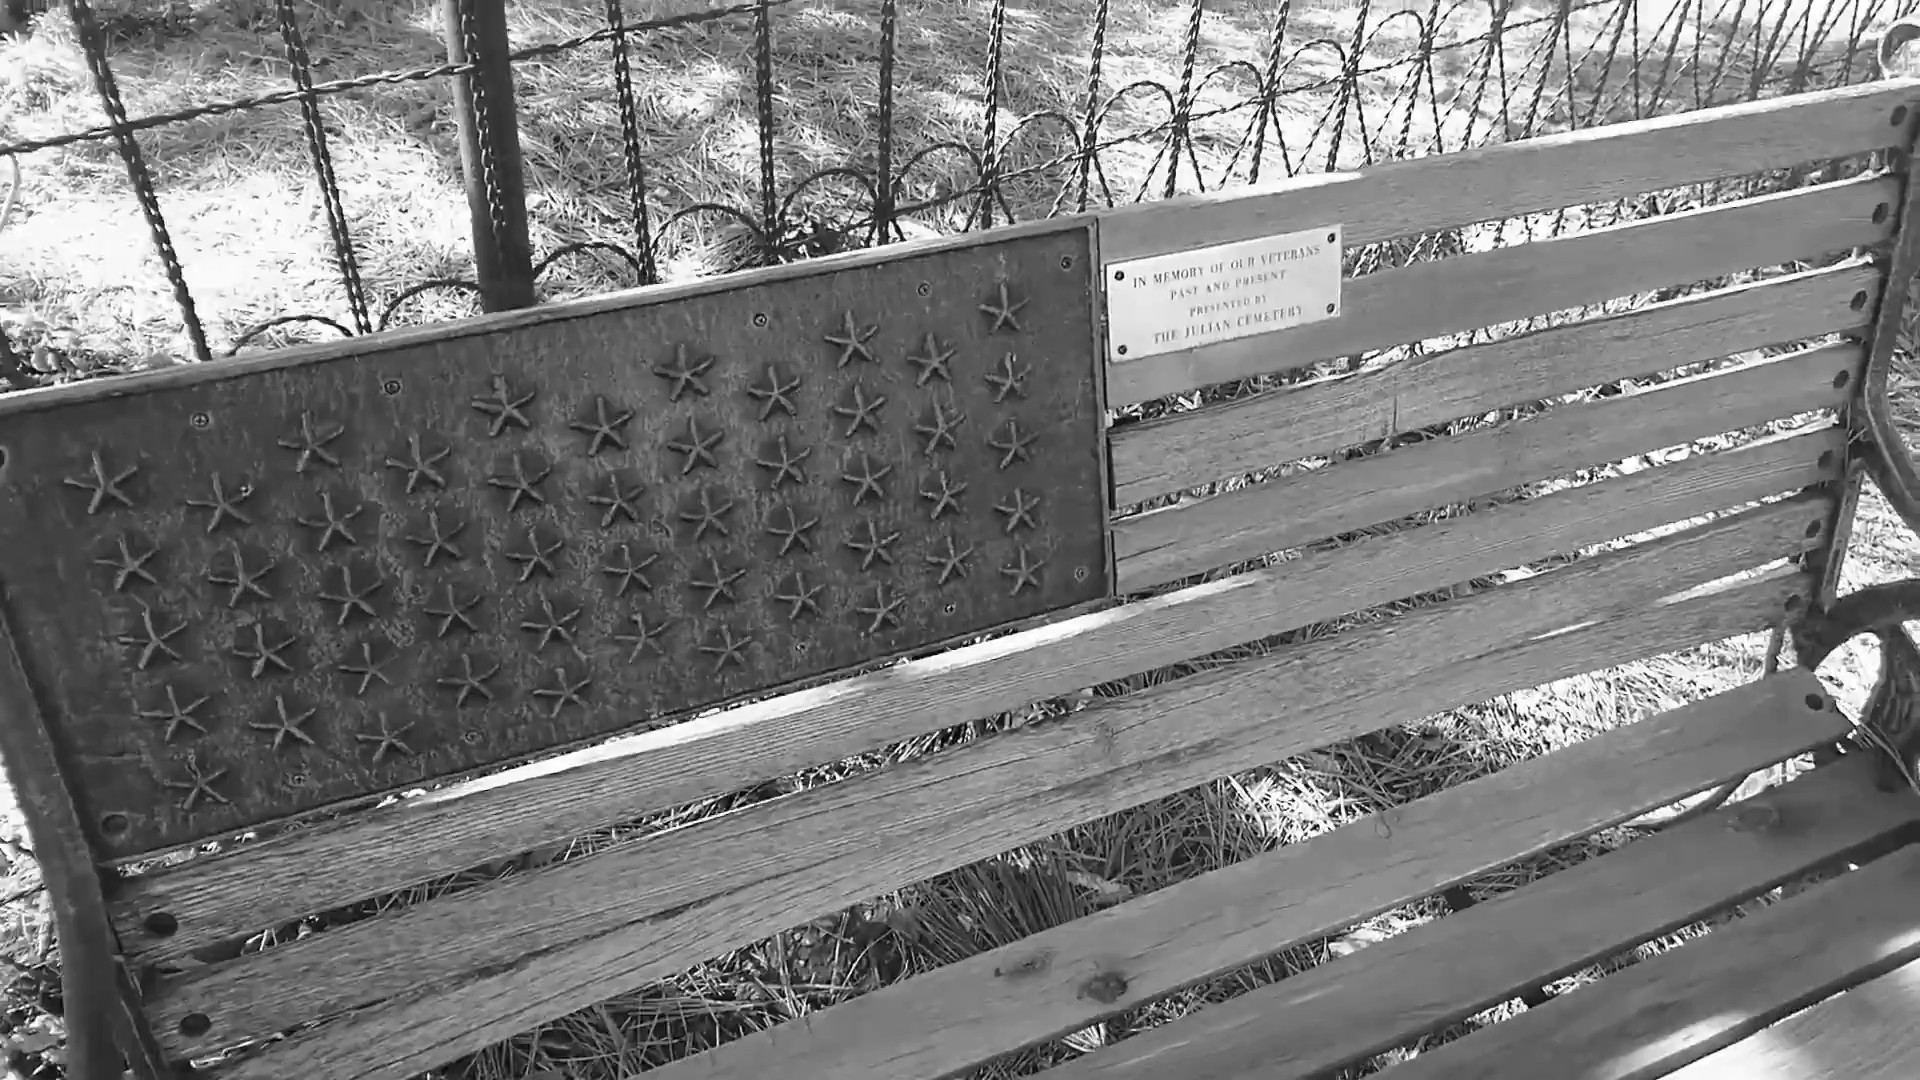 IN MEMORY OF OUR VETERANS
PAST AND PRESENT
PRESENTED BY
THE JULIAN CEMETERY